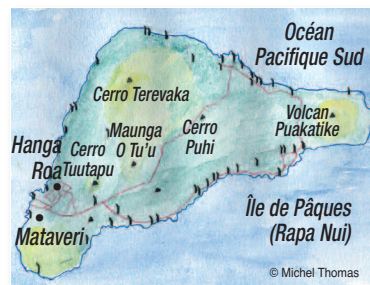 Océan
Pacifique Sud
Cerro Terevaka
Maunga
O Tu'u
Cerro
Puhi
Volcan
Puakatike
Hanga
Roa
Cerro
Tuutapu
Mataveri
Île de Pâques
(Rapa Nui)
© Michel Thomas